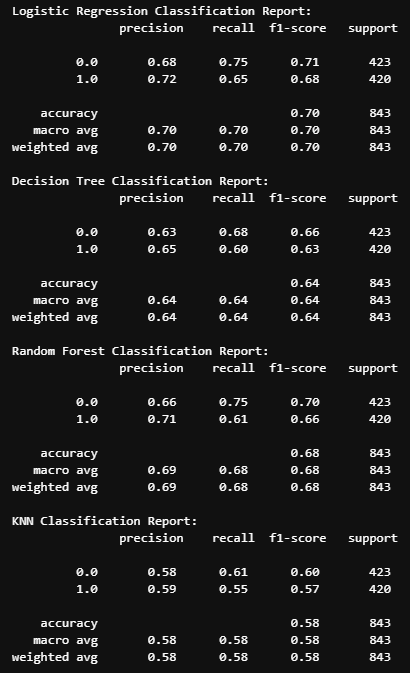 Logistic Regression Classification Report:
precision recall f1-score support
0.0 0.68 0.75 0.71 423
1.0 0.72 0.65 0.68 420
accuracy 0.70 843
macro avg 0.70 0.70 0.70 843
weighted avg 0.70 0.70 0.70 843
Decision Tree Classification Report:
precision recall f1-score support
0.0 0.63 0.68 0.66 423
1.0 0.65 0.60 0.63 420
accuracy 0.64 843
macro avg 0.64 0.64 0.64 843
weighted avg 0.64 0.64 0.64 843
Random Forest Classification Report:
precision recall f1-score support
0.0 0.66 0.75 0.70 423
1.0 0.71 0.61 0.66 420
accuracy 0.68 843
macro avg 0.69 0.68 0.68 843
weighted avg 0.69 0.68 0.68 843
KNN Classification Report:
precision recall f1-score support
0.0 0.58 0.61 0.60 423
1.0 0.59 0.55 0.57 420
accuracy 0.58 843
macro avg 0.58 0.58 0.58 843
weighted avg 0.58 0.58 0.58 843